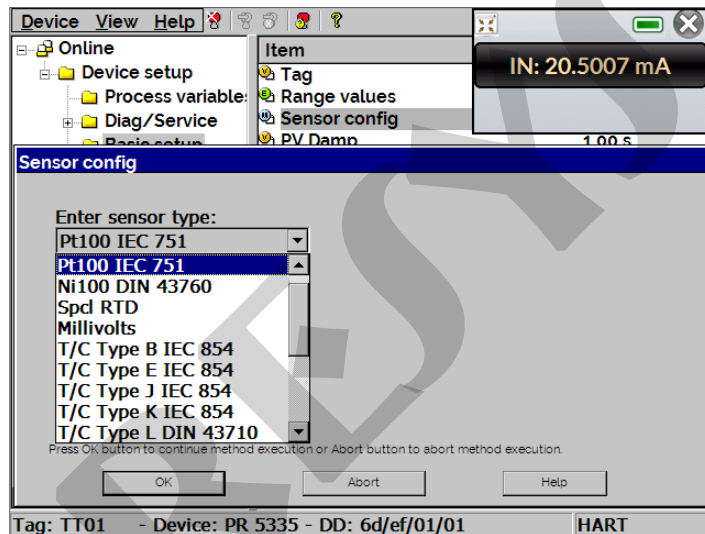 Device View Help
Online
Device setup
Process variable
Diag/Service
Basic setup
Item
Tag
Range values
Sensor config
PV Damp
1.00 s
IN: 20.5007 mA
Sensor config
Enter sensor type:
Pt100 IEC 751
Pt100 IEC 751
Ni100 DIN 43760
Spcl RTD
Millivolts
T/C Type B IEC 854
T/C Type E IEC 854
T/C Type J IEC 854
T/C Type K IEC 854
T/C Type L DIN 43710
Press OK button to continue method execution or Abort button to abort method execution.
OK Abort Help
Tag: TT01 - Device: PR 5335 - DD: 6d/ef/01/01 HART